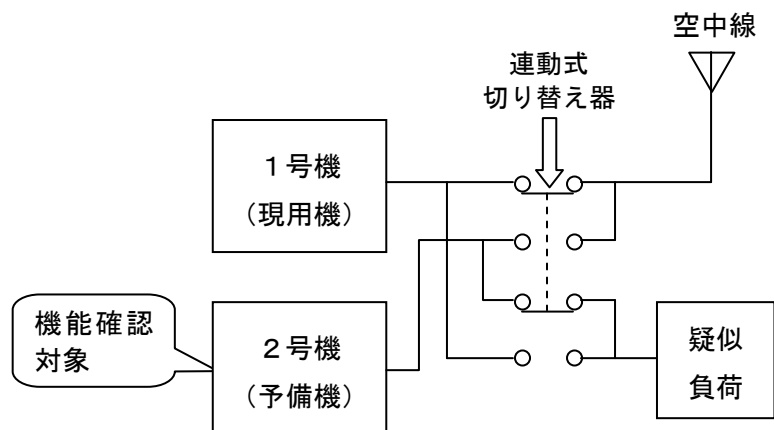 空中線
連動式
切り替え器
１号機
（現用機）
機能確認
対象
２号機
（予備機）
疑似
負荷